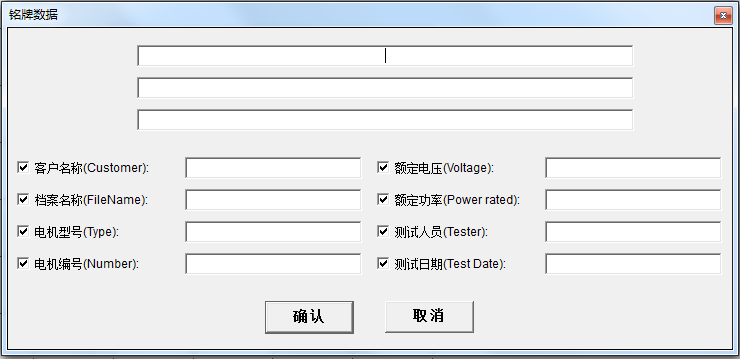 铭牌数据
客户名称(Customer): 额定电压(Voltage):
档案名称(FileName): 额定功率(Power rated):
电机型号(Type): 测试人员(Tester):
电机编号(Number): 测试日期(Test Date):
确认 取消